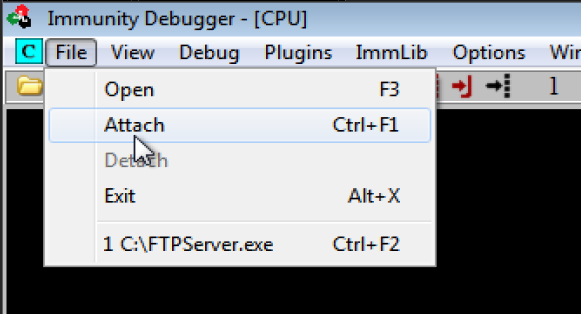 Immunity Debugger - [CPU]
C File View Debug Plugins ImmLib Options Wir
l
Open F3
Attach Ctrl+F1
Detach
Exit Alt+X
1 C:\FTPServer.exe Ctrl+F2